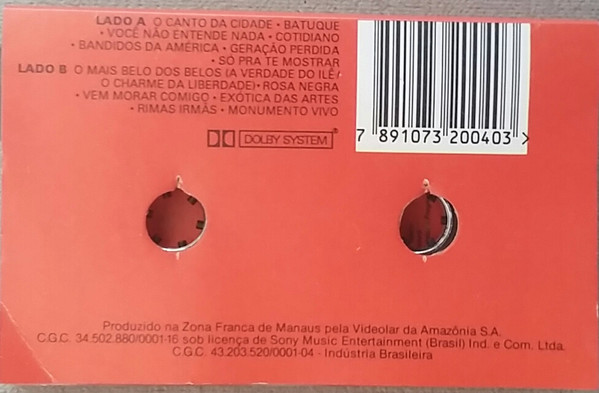 LADO A O CANTO DA CIDADE • BATUQUE
• VOCÊ NÃO ENTENDE NADA • COTIDIANO
• BANDIDOS DA AMÉRICA • GERAÇÃO PERDIDA
• SÓ PRA TE MOSTRAR
LADO B O MAIS BELO DOS BELOS (A VERDADE DO ILÊ/
O CHARME DA LIBERDADE) • ROSA NEGRA
• VEM MORAR COMIGO • EXÓTICA DAS ARTES
• RIMAS IRMÃS • MONUMENTO VIVO
DOLBY SYSTEM®
7 891073 200403 >
Produzido na Zona Franca de Manaus pela Videolar da Amazônia S.A.
C.G.C. 34.502.880/0001-16 sob licença de Sony Music Entertainment (Brasil) Ind. e Com. Ltda.
C.G.C. 43.203.520/0001-04 - Indústria Brasileira